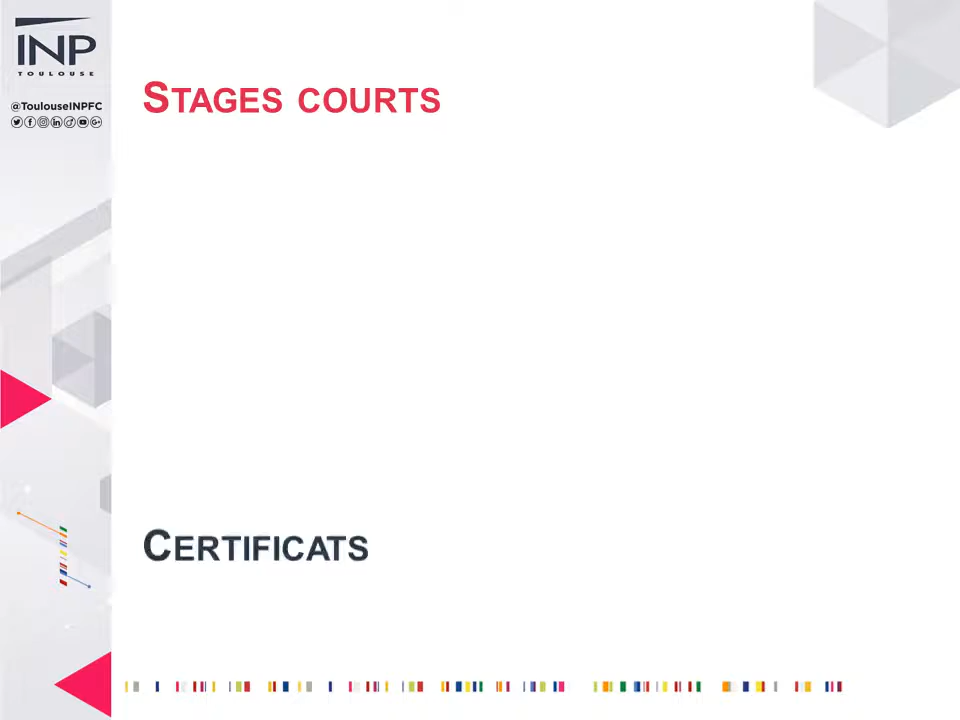 INP
TOULOUSE
@ToulouseINPFC
STAGES COURTS
CERTIFICATS